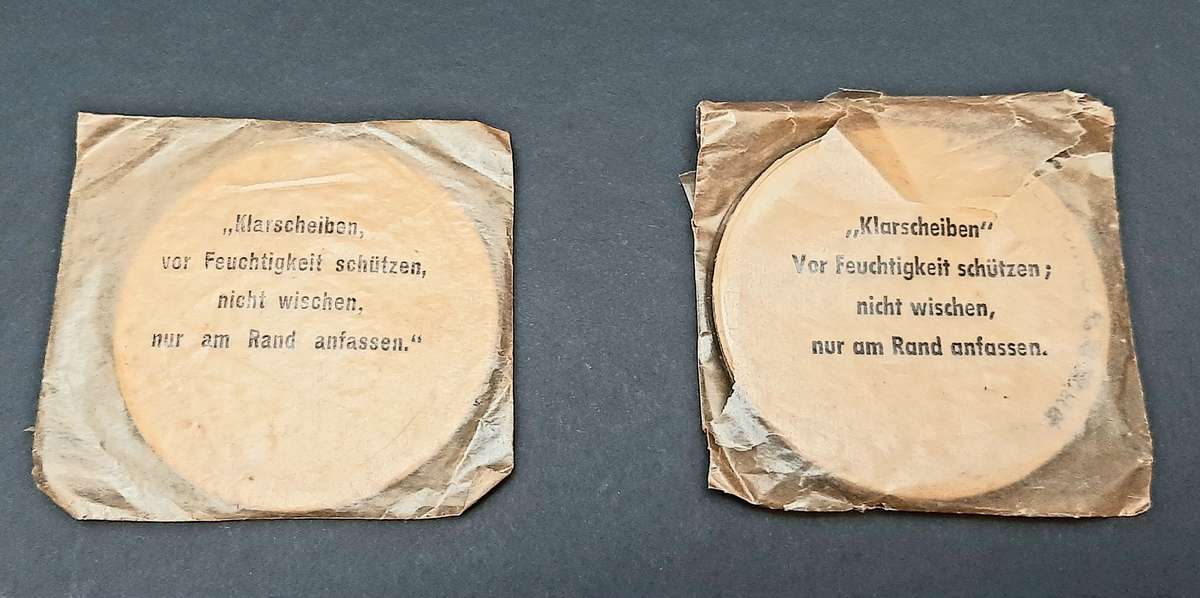 „Klarscheiben,
vor Feuchtigkeit schützen,
nicht wischen,
nur am Rand anfassen.“
„Klarscheiben“
Vor Feuchtigkeit schützen;
nicht wischen,
nur am Rand anfassen.